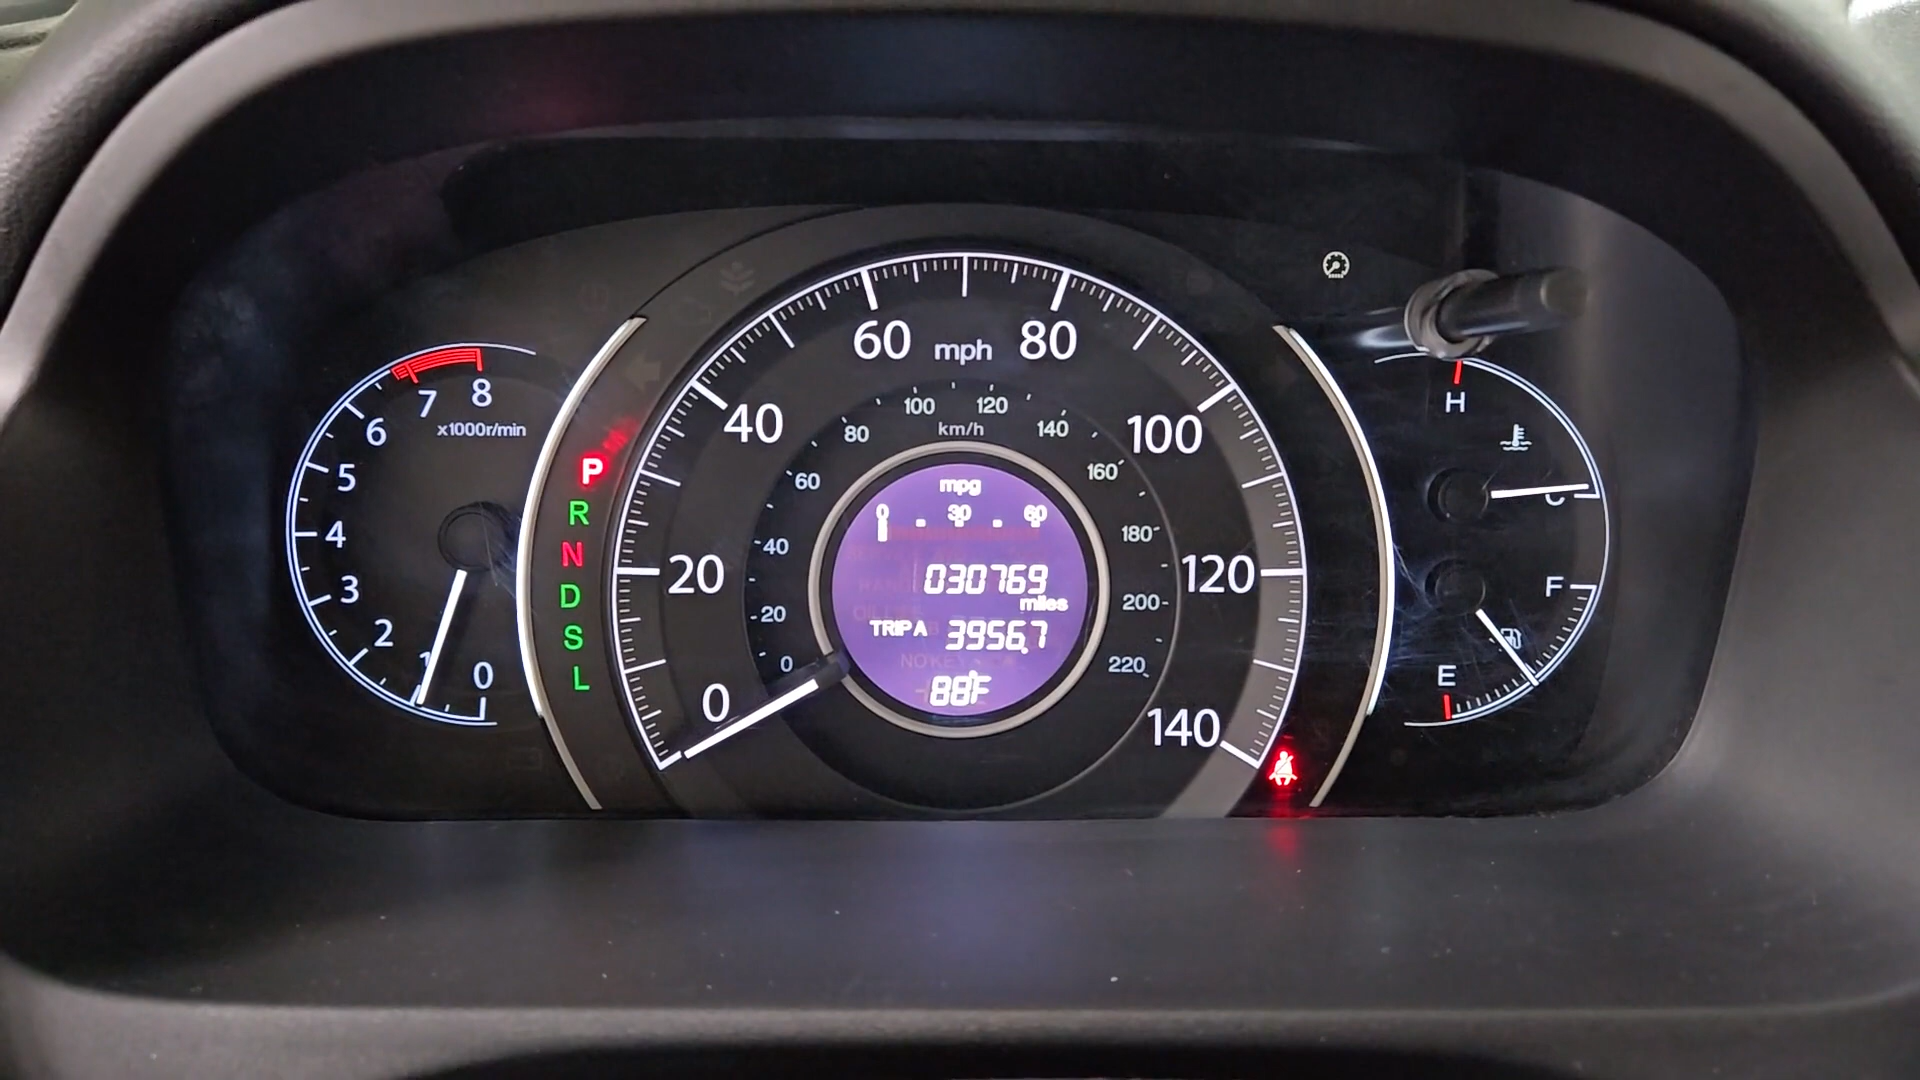 8
7
6
x1000r/min
5
4
3
2
1
0
P
R
N
D
S
L
60 mph 80
40
100
20
120
0
140
100 120
80 km/h 140
60
160
40
180
20
200
0
220
mpg
0 30 60
030769
miles
TRIP A 3956.7
88°F
H
C
F
E